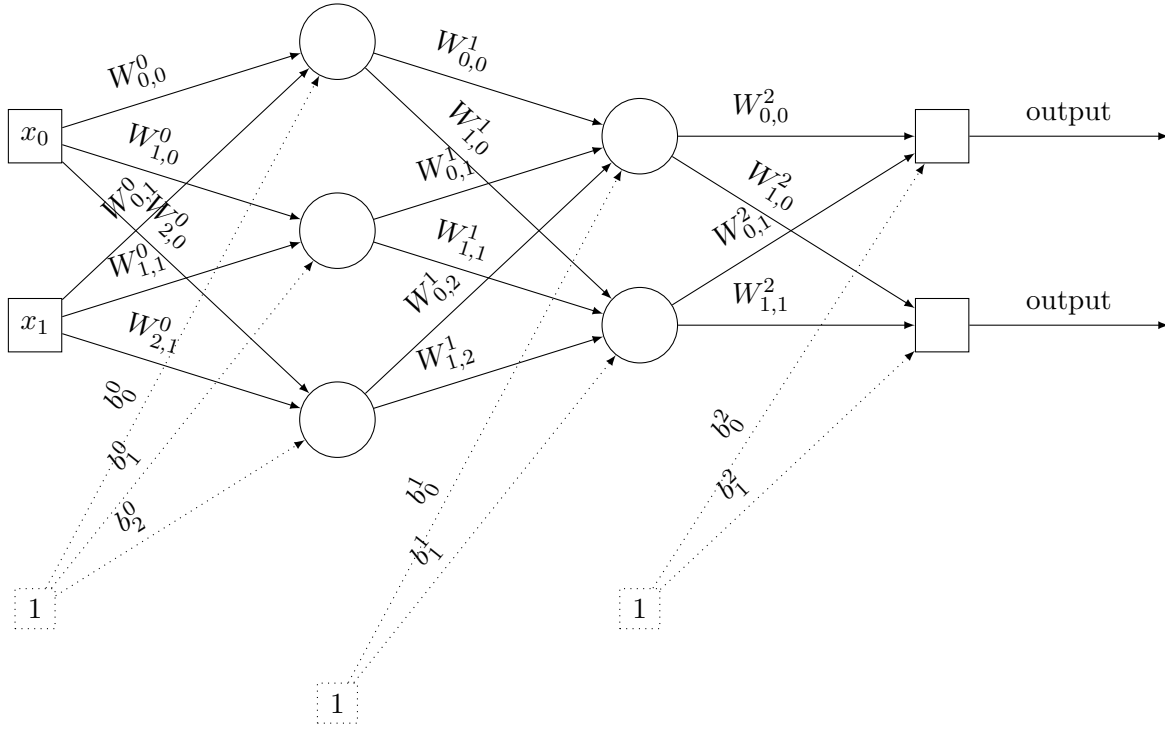 W^0_{0,0}
W^1_{0,0}
x_0
W^0_{1,0}
W^1_{1,0}
W^2_{0,0}
output
W^1_{0,1}
W^0_{0,1}
W^0_{2,0}
W^2_{1,0}
W^2_{0,1}
W^0_{1,1}
W^1_{1,1}
W^1_{0,2}
x_1
W^0_{2,1}
W^1_{1,2}
W^2_{1,1}
output
b^0_0
b^0_1
b^0_2
b^1_0
b^1_1
b^2_0
b^2_1
1
1
1